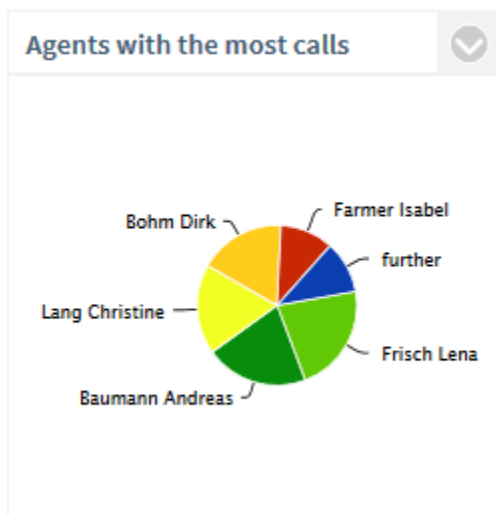 Agents with the most calls
Farmer Isabel
Bohm Dirk
further
Lang Christine
Frisch Lena
Baumann Andreas